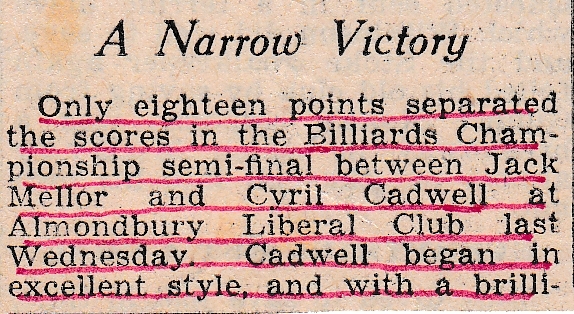 A Narrow Victory
Only eighteen points separated
the scores in the Billiards Cham-
pionship semi-final between Jack
Mellor and Cyril Cadwell at
Almondbury Liberal Club last
Wednesday. Cadwell began in
excellent style, and with a brilli-